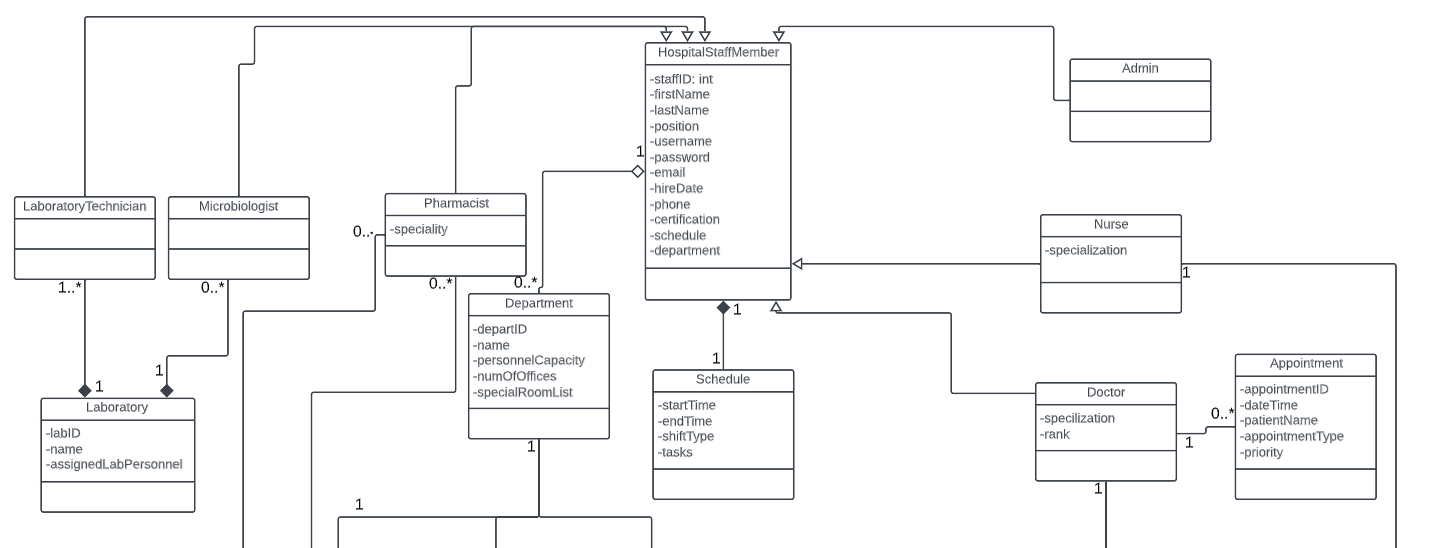 HospitalStaffMember
-staffID: int
-firstName
-lastName
-position
-username
-password
-email
-hireDate
-phone
-certification
-schedule
-department
1
1
Admin
LaboratoryTechnician
1..*
Microbiologist
0..*
Pharmacist
-speciality
0..
0..*
0..*
Department
-departID
-name
-personnelCapacity
-numOfOffices
-specialRoomList
1
1
1
Schedule
-startTime
-endTime
-shiftType
-tasks
Nurse
-specialization
1
Doctor
-specilization
-rank
1
1
0..*
Appointment
-appointmentID
-dateTime
-patientName
-appointmentType
-priority
1
1
Laboratory
-labID
-name
-assignedLabPersonnel